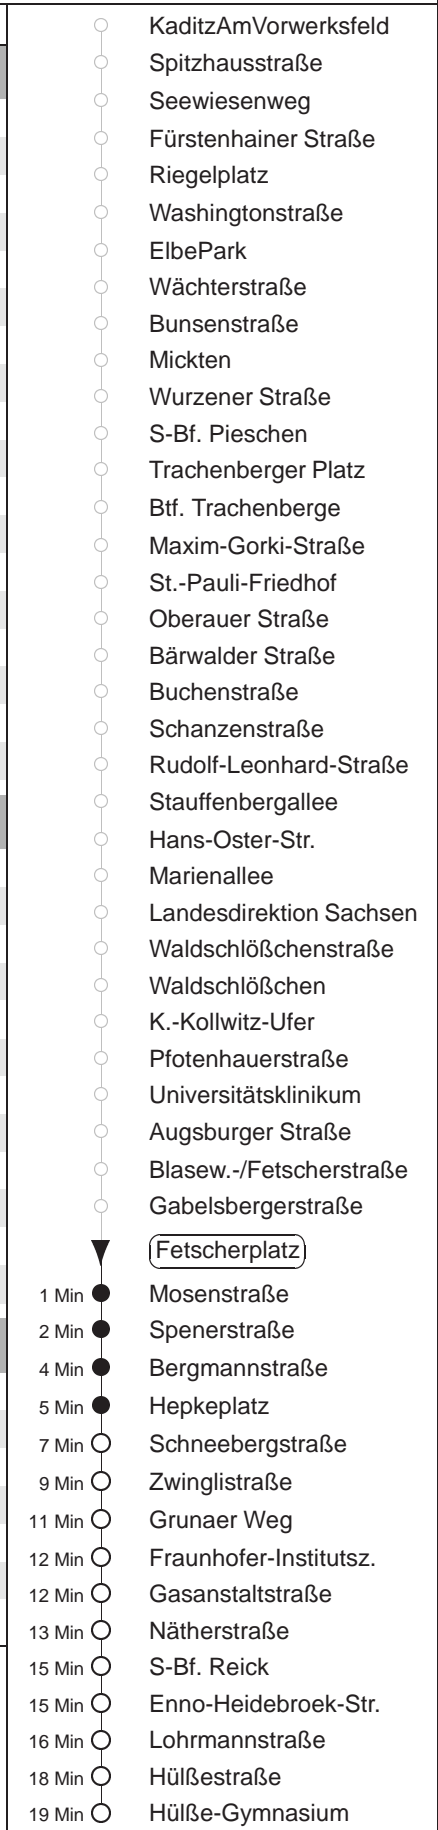 KaditzAmVorwerksfeld
Spitzhausstraße
Seewiesenweg
Fürstenhainer Straße
Riegelplatz
Washingtonstraße
ElbePark
Wächterstraße
Bunsenstraße
Mickten
Wurzener Straße
S-Bf. Pieschen
Trachenberger Platz
Btf. Trachenberge
Maxim-Gorki-Straße
St.-Pauli-Friedhof
Oberauer Straße
Bärwalder Straße
Buchenstraße
Schanzenstraße
Rudolf-Leonhard-Straße
Stauffenbergallee
Hans-Oster-Str.
Marienallee
Landesdirektion Sachsen
Waldschlößchenstraße
Waldschlößchen
K.-Kollwitz-Ufer
Pfotenhauerstraße
Universitätsklinikum
Augsburger Straße
Blasew.-/Fetscherstraße
Gabelsbergerstraße
Fetscherplatz
1 Min Mosenstraße
2 Min Spenerstraße
4 Min Bergmannstraße
5 Min Hepkeplatz
7 Min Schneebergstraße
9 Min Zwinglistraße
11 Min Grunaer Weg
12 Min Fraunhofer-Institutsz.
12 Min Gasanstaltstraße
13 Min Nätherstraße
15 Min S-Bf. Reick
15 Min Enno-Heidebroek-Str.
16 Min Lohrmannstraße
18 Min Hülßestraße
19 Min Hülße-Gymnasium